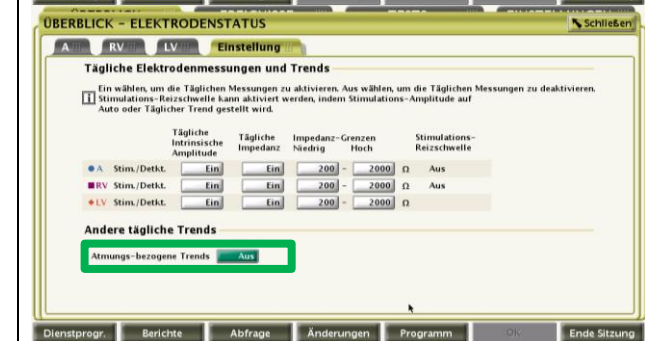 ÜBERBLICK - ELEKTRODENSTATUS
Schließen
A RV LV Einstellung
Tägliche Elektrodenmessungen und Trends
Ein wählen, um die Täglichen Messungen zu aktivieren. Aus wählen, um die Täglichen Messungen zu deaktivieren.
Stimulations-Reizschwelle kann aktiviert werden, indem Stimulations-Amplitude auf
Auto oder Täglicher Trend gestellt wird.
Tägliche
Intrinsische
Amplitude
Tägliche
Impedanz
Impedanz-Grenzen
Niedrig Hoch
Stimulations-
Reizschwelle
A Stim./Detkt. Ein Ein 200 - 2000 Ω Aus
RV Stim./Detkt. Ein Ein 200 - 2000 Ω Aus
LV Stim./Detkt. Ein Ein 200 - 2000 Ω
Andere tägliche Trends
Atmungs-bezogene Trends Aus
Dienstprogr. Berichte Abfrage Änderungen Programm OK Ende Sitzung